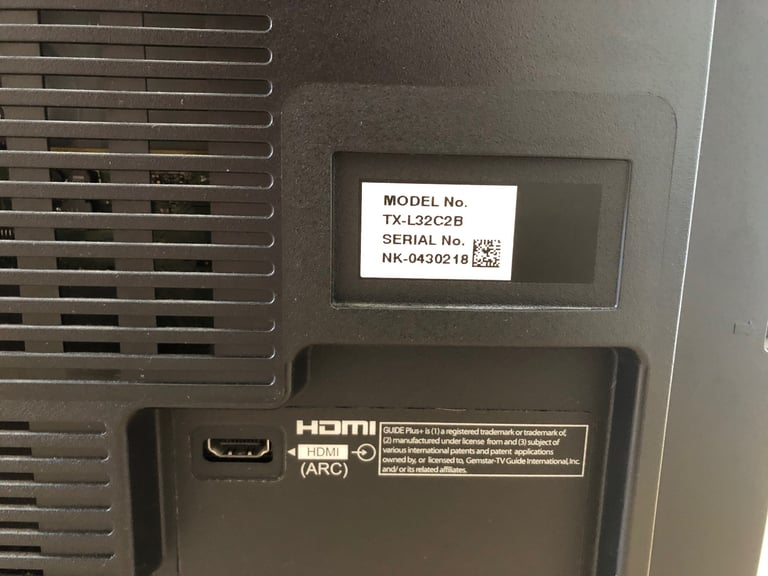 MODEL No.
TX-L32C2B
SERIAL No.
NK-0430218
HDMI
HDMI
(ARC)
GUIDE Plus+ is (1) a registered trademark or trademark of,
(2) manufactured under license from and (3) subject of
various international patents and patent applications
owned by, or licensed to, Gemstar-TV Guide International, Inc.
and/ or its related affiliates.